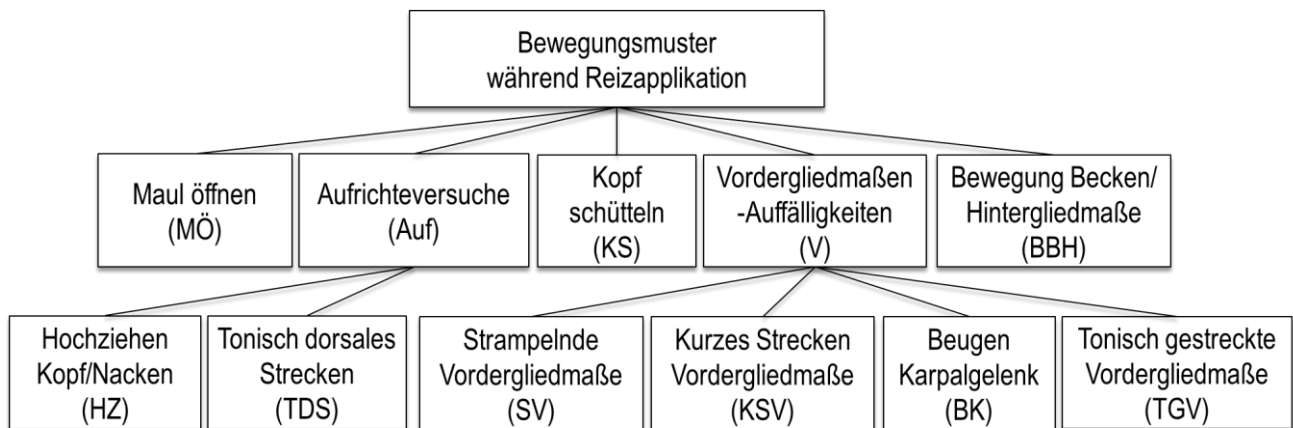 Bewegungsmuster
während Reizapplikation
Maul öffnen
(MÖ)
Aufrichteversuche
(Auf)
Kopf
schütteln
(KS)
Vordergliedmaßen
-Auffälligkeiten
(V)
Bewegung Becken/
Hintergliedmaße
(BBH)
Hochziehen
Kopf/Nacken
(HZ)
Tonisch dorsales
Strecken
(TDS)
Strampelnde
Vordergliedmaße
(SV)
Kurzes Strecken
Vordergliedmaße
(KSV)
Beugen
Karpalgelenk
(BK)
Tonisch gestreckte
Vordergliedmaße
(TGV)